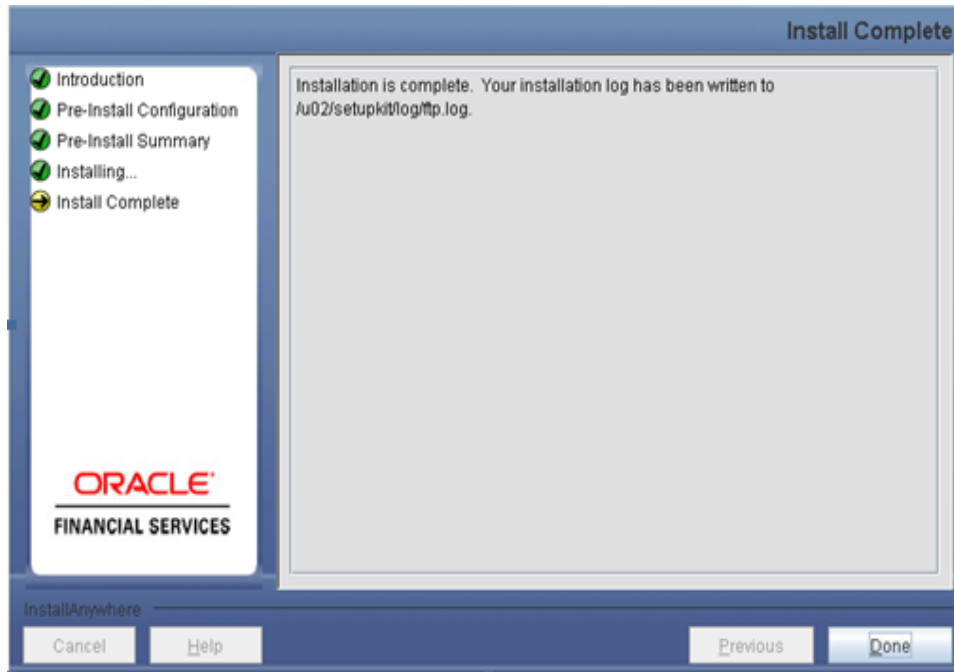 Install Complete
Introduction
Pre-Install Configuration
Pre-Install Summary
Installing...
Install Complete
Installation is complete. Your installation log has been written to
/u02/setupkit/log/ftp.log.
ORACLE
FINANCIAL SERVICES
InstallAnywhere
Cancel
Help
Previous
Done